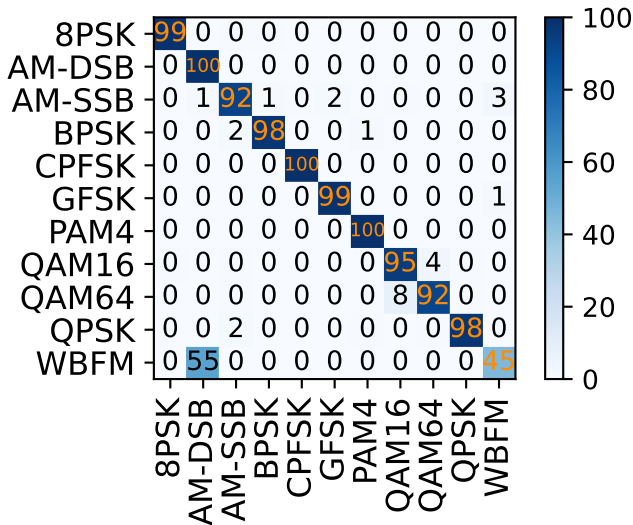 8PSK 99 0 0 0 0 0 0 0 0 0 0
AM-DSB 0 100 0 0 0 0 0 0 0 0 0
AM-SSB 0 1 92 1 0 2 0 0 0 0 3
BPSK 0 0 2 98 0 0 1 0 0 0 0
CPFSK 0 0 0 0 100 0 0 0 0 0 0
GFSK 0 0 0 0 0 99 0 0 0 0 1
PAM4 0 0 0 0 0 0 100 0 0 0 0
QAM16 0 0 0 0 0 0 0 95 4 0 0
QAM64 0 0 0 0 0 0 0 8 92 0 0
QPSK 0 0 2 0 0 0 0 0 0 98 0
WBFM 0 55 0 0 0 0 0 0 0 0 45
8PSK AM-DSB AM-SSB BPSK CPFSK GFSK PAM4 QAM16 QAM64 QPSK WBFM
100
80
60
40
20
0